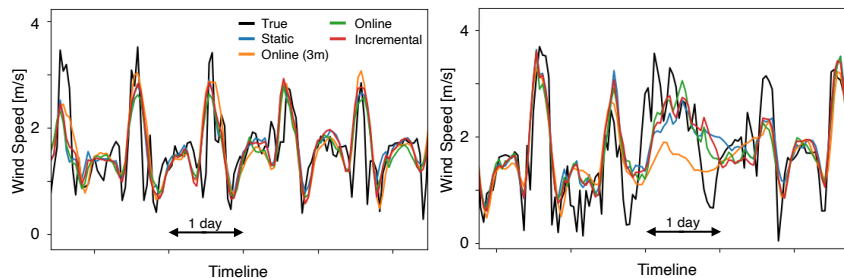 4
2
0
Wind Speed [m/s]
True
Static
Online (3m)
Online
Incremental
1 day
Timeline
4
2
0
Wind Speed [m/s]
1 day
Timeline